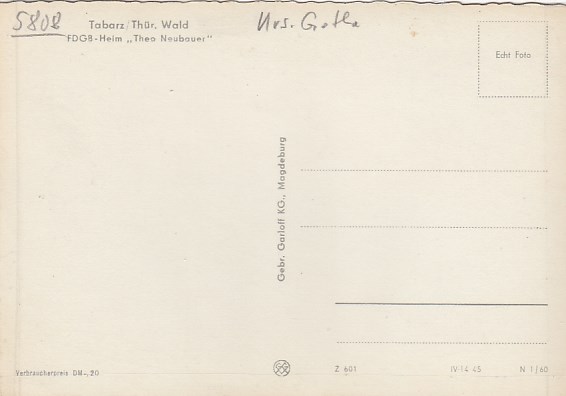 5808
Tabarz/Thür. Wald
FDGB-Heim „Theo Neubauer"
Krs. Gotha
Echt Foto
Gebr. Garloff KG., Magdeburg
Verbraucherpreis DM -,20
Z 601
IV-14-45
N 1/60